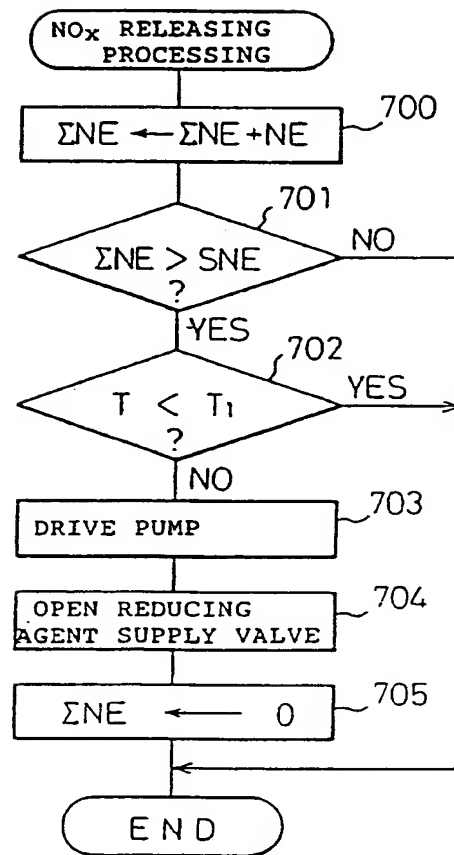 NOx RELEASING
PROCESSING
700
ΣNE ← ΣNE + NE
701
ΣNE > SNE
?
NO
YES
702
T < T1
?
YES
NO
703
DRIVE PUMP
704
OPEN REDUCING
AGENT SUPPLY VALVE
705
ΣNE ← 0
END